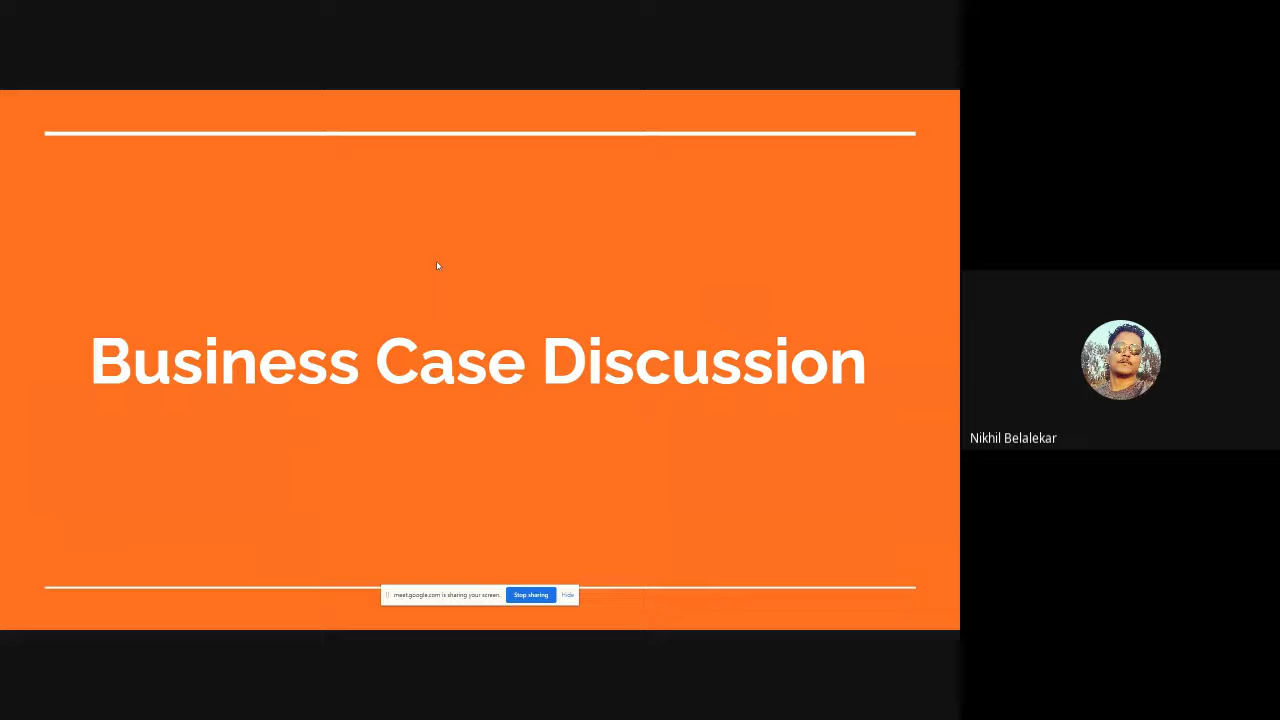 Business Case Discussion
Nikhil Belalekar
meet.google.com is sharing your screen. Stop sharing Hide